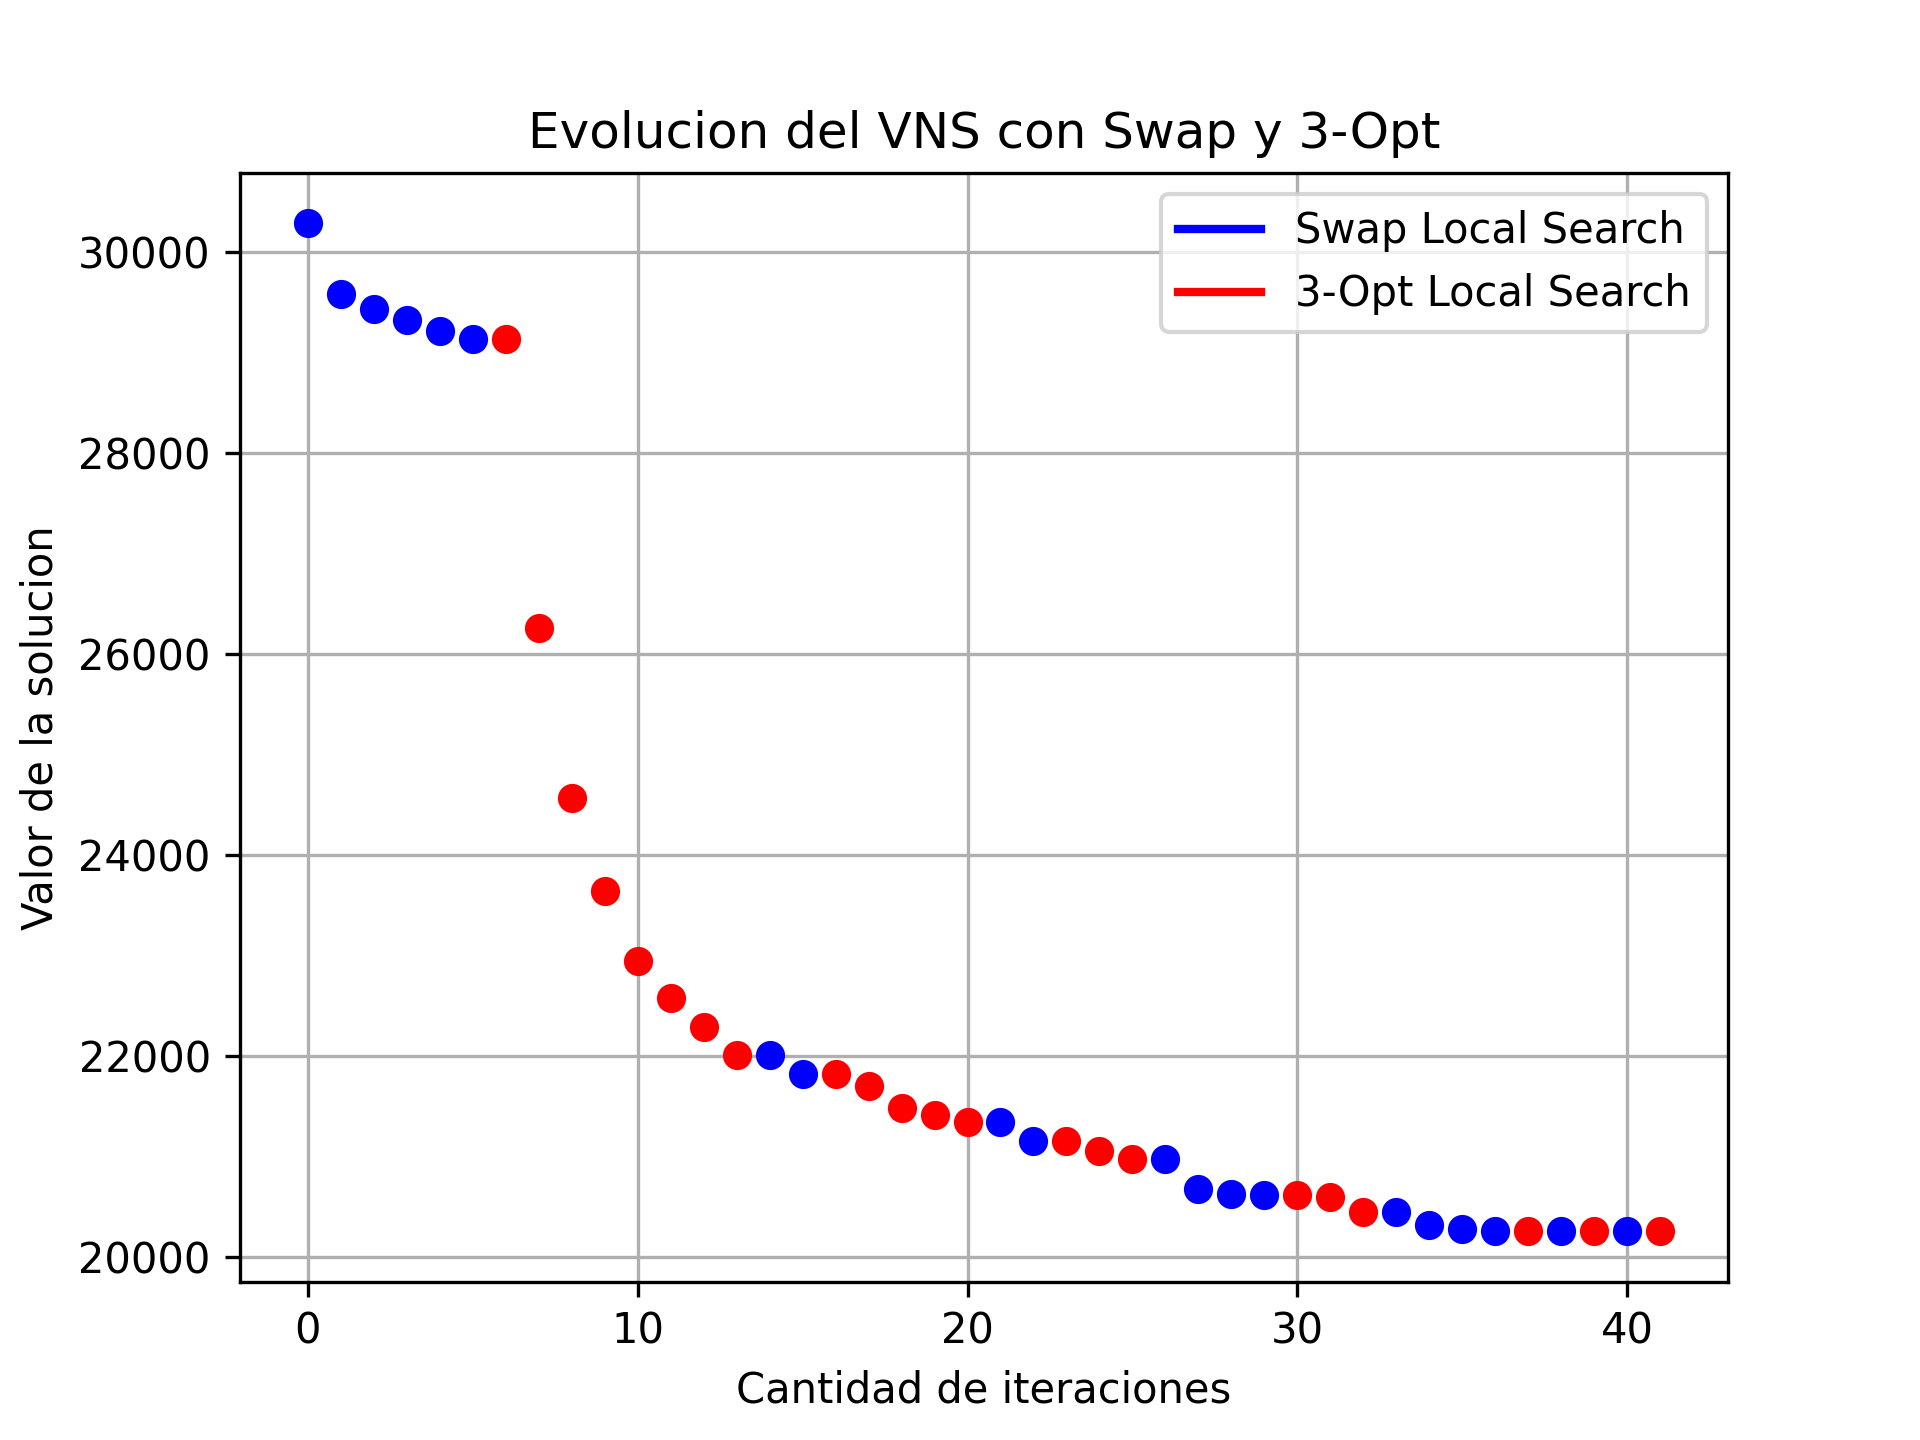 Evolucion del VNS con Swap y 3-Opt
Swap Local Search
3-Opt Local Search
Valor de la solucion
30000
28000
26000
24000
22000
20000
0 10 20 30 40
Cantidad de iteraciones